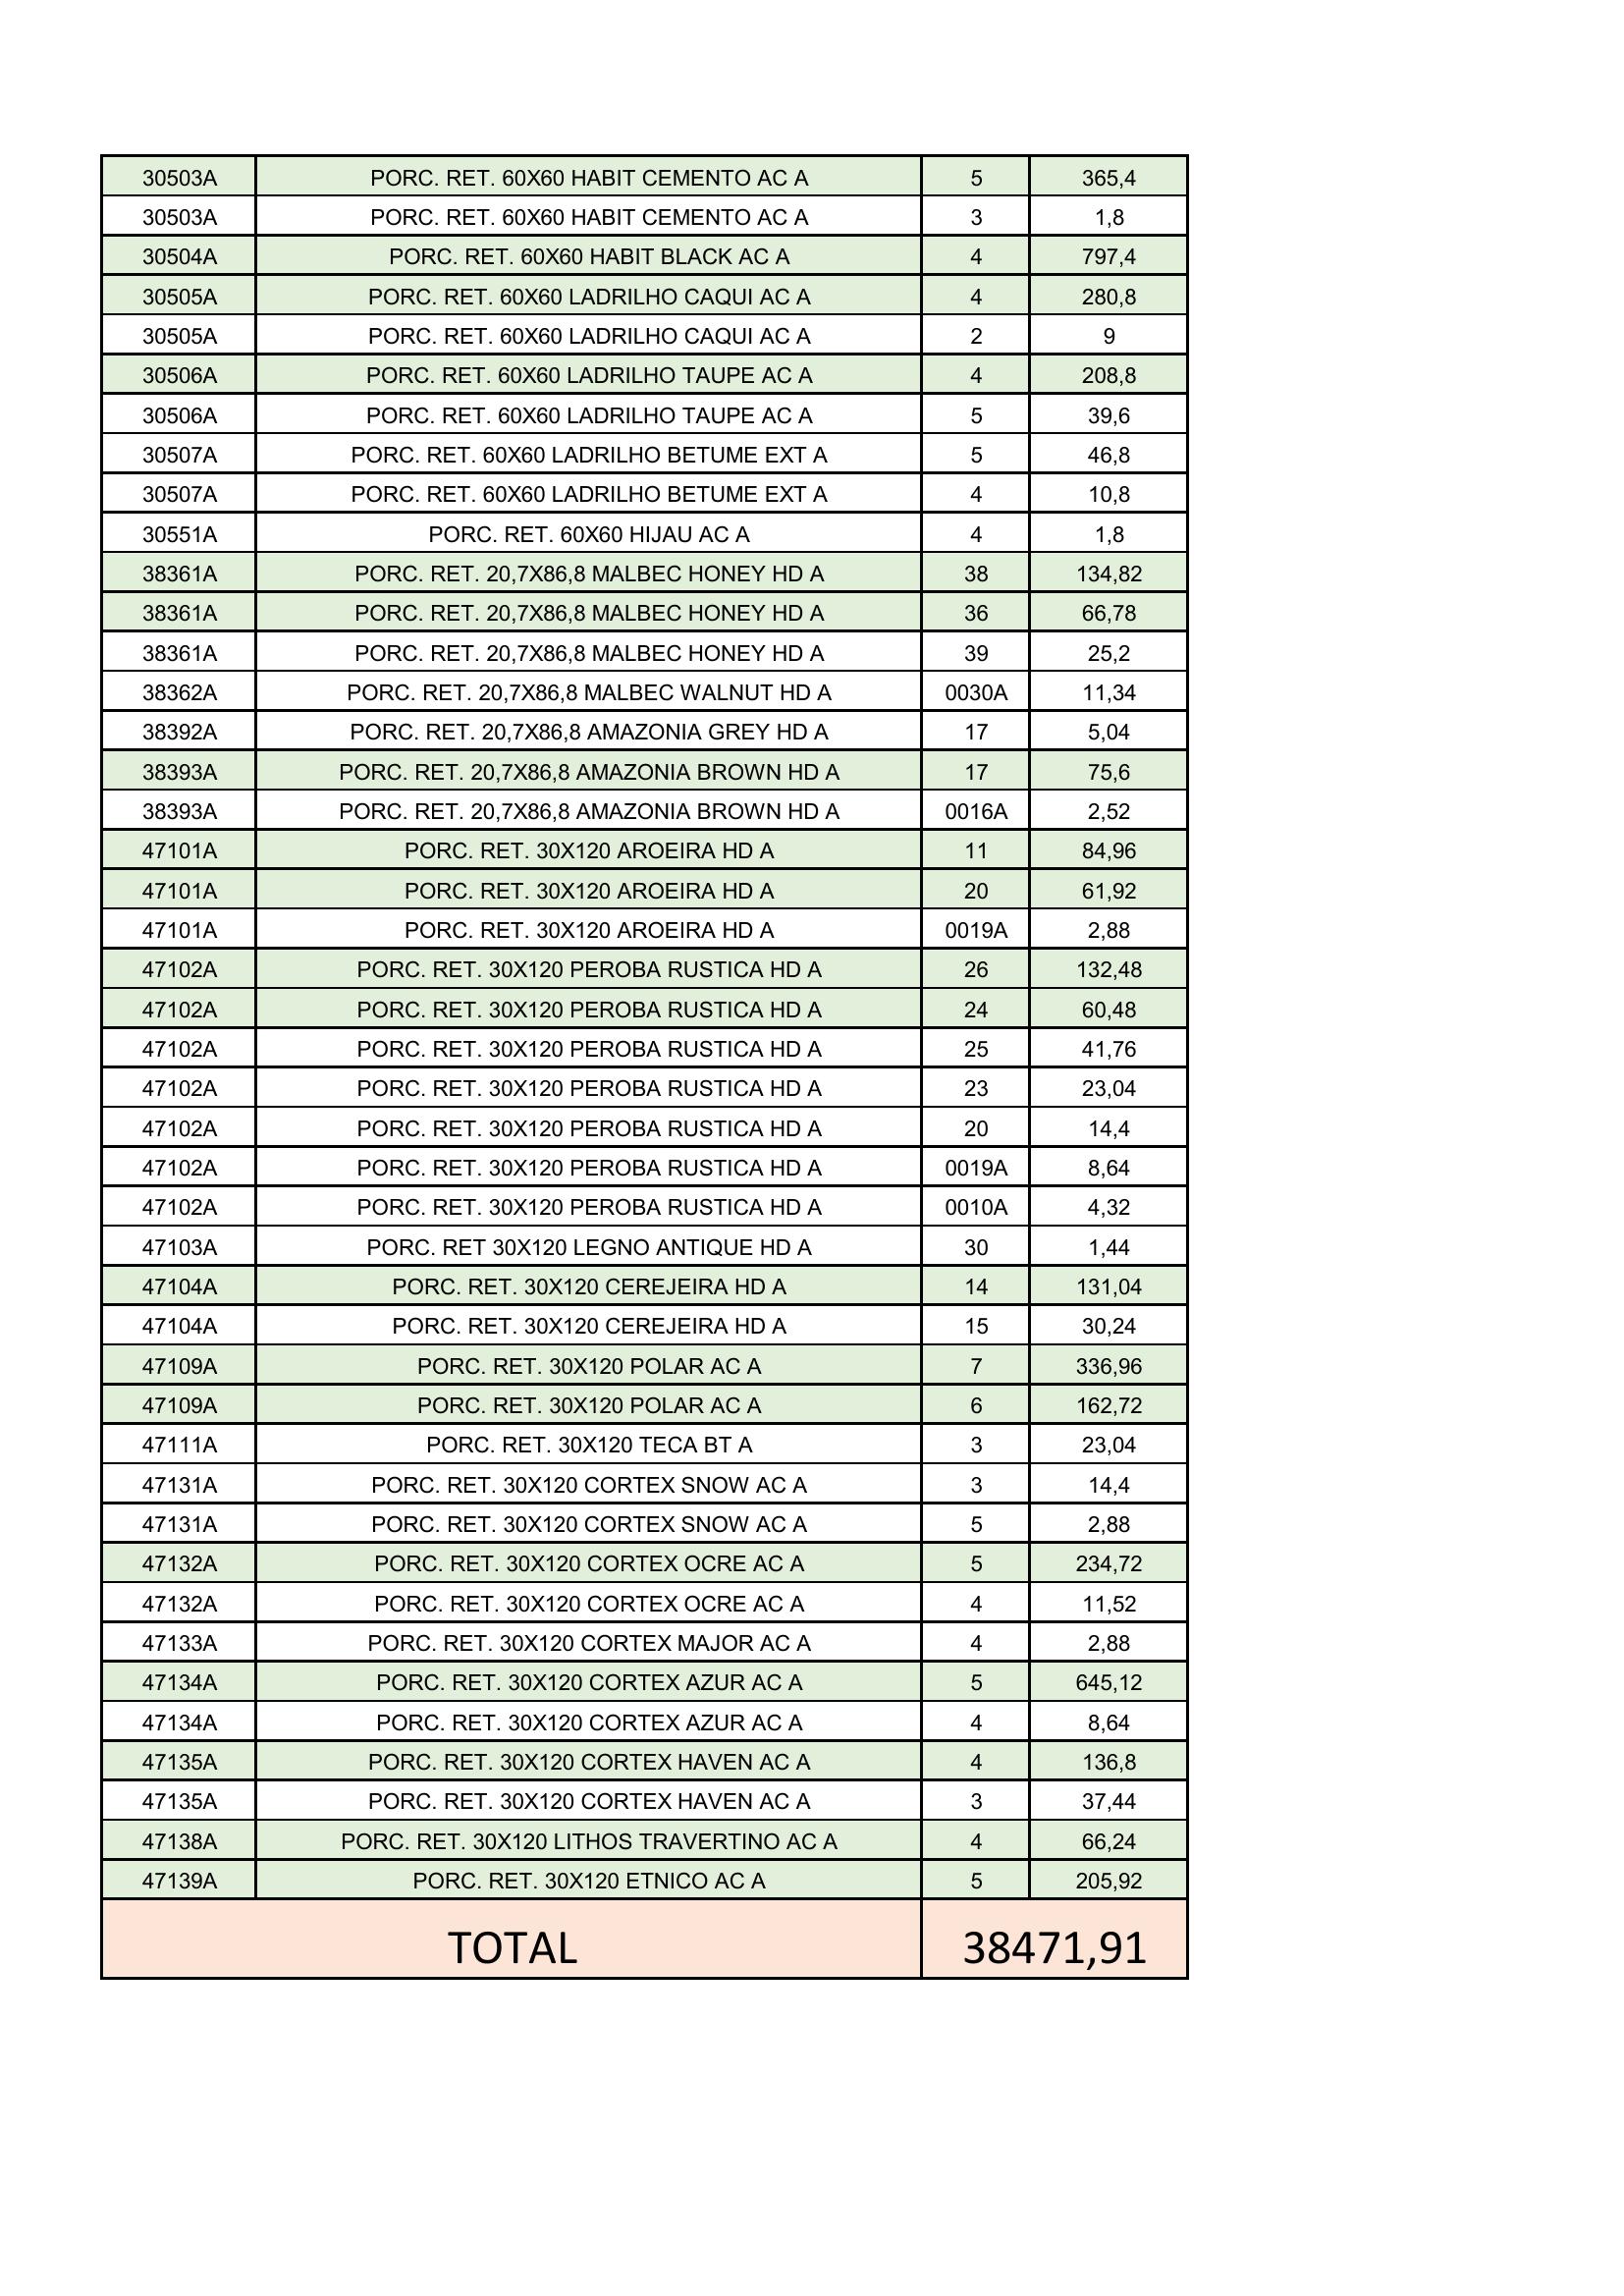 30503A PORC. RET. 60X60 HABIT CEMENTO AC A 5 365,4
30503A PORC. RET. 60X60 HABIT CEMENTO AC A 3 1,8
30504A PORC. RET. 60X60 HABIT BLACK AC A 4 797,4
30505A PORC. RET. 60X60 LADRILHO CAQUI AC A 4 280,8
30505A PORC. RET. 60X60 LADRILHO CAQUI AC A 2 9
30506A PORC. RET. 60X60 LADRILHO TAUPE AC A 4 208,8
30506A PORC. RET. 60X60 LADRILHO TAUPE AC A 5 39,6
30507A PORC. RET. 60X60 LADRILHO BETUME EXT A 5 46,8
30507A PORC. RET. 60X60 LADRILHO BETUME EXT A 4 10,8
30551A PORC. RET. 60X60 HIJAU AC A 4 1,8
38361A PORC. RET. 20,7X86,8 MALBEC HONEY HD A 38 134,82
38361A PORC. RET. 20,7X86,8 MALBEC HONEY HD A 36 66,78
38361A PORC. RET. 20,7X86,8 MALBEC HONEY HD A 39 25,2
38362A PORC. RET. 20,7X86,8 MALBEC WALNUT HD A 0030A 11,34
38392A PORC. RET. 20,7X86,8 AMAZONIA GREY HD A 17 5,04
38393A PORC. RET. 20,7X86,8 AMAZONIA BROWN HD A 17 75,6
38393A PORC. RET. 20,7X86,8 AMAZONIA BROWN HD A 0016A 2,52
47101A PORC. RET. 30X120 AROEIRA HD A 11 84,96
47101A PORC. RET. 30X120 AROEIRA HD A 20 61,92
47101A PORC. RET. 30X120 AROEIRA HD A 0019A 2,88
47102A PORC. RET. 30X120 PEROBA RUSTICA HD A 26 132,48
47102A PORC. RET. 30X120 PEROBA RUSTICA HD A 24 60,48
47102A PORC. RET. 30X120 PEROBA RUSTICA HD A 25 41,76
47102A PORC. RET. 30X120 PEROBA RUSTICA HD A 23 23,04
47102A PORC. RET. 30X120 PEROBA RUSTICA HD A 20 14,4
47102A PORC. RET. 30X120 PEROBA RUSTICA HD A 0019A 8,64
47102A PORC. RET. 30X120 PEROBA RUSTICA HD A 0010A 4,32
47103A PORC. RET 30X120 LEGNO ANTIQUE HD A 30 1,44
47104A PORC. RET. 30X120 CEREJEIRA HD A 14 131,04
47104A PORC. RET. 30X120 CEREJEIRA HD A 15 30,24
47109A PORC. RET. 30X120 POLAR AC A 7 336,96
47109A PORC. RET. 30X120 POLAR AC A 6 162,72
47111A PORC. RET. 30X120 TECA BT A 3 23,04
47131A PORC. RET. 30X120 CORTEX SNOW AC A 3 14,4
47131A PORC. RET. 30X120 CORTEX SNOW AC A 5 2,88
47132A PORC. RET. 30X120 CORTEX OCRE AC A 5 234,72
47132A PORC. RET. 30X120 CORTEX OCRE AC A 4 11,52
47133A PORC. RET. 30X120 CORTEX MAJOR AC A 4 2,88
47134A PORC. RET. 30X120 CORTEX AZUR AC A 5 645,12
47134A PORC. RET. 30X120 CORTEX AZUR AC A 4 8,64
47135A PORC. RET. 30X120 CORTEX HAVEN AC A 4 136,8
47135A PORC. RET. 30X120 CORTEX HAVEN AC A 3 37,44
47138A PORC. RET. 30X120 LITHOS TRAVERTINO AC A 4 66,24
47139A PORC. RET. 30X120 ETNICO AC A 5 205,92
TOTAL 38471,91